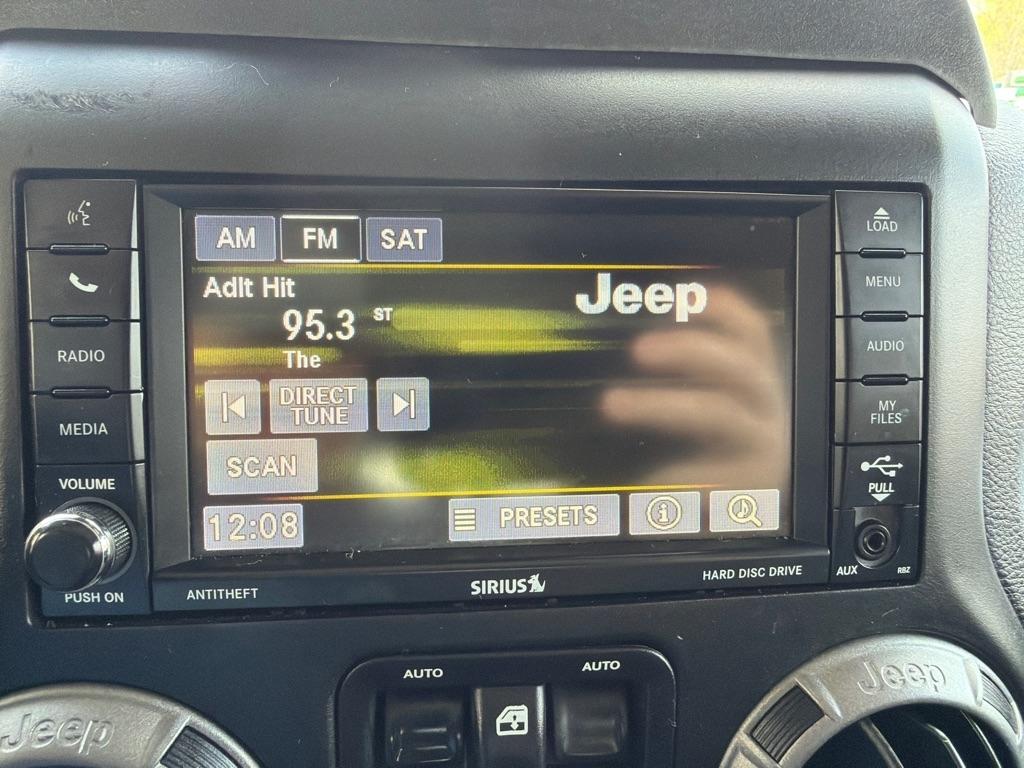 AM FM SAT
Adlt Hit
Jeep
95.3 ST
The
DIRECT
TUNE
SCAN
12:08
PRESETS
RADIO
MEDIA
VOLUME
PUSH ON
LOAD
MENU
AUDIO
MY
FILES
PULL
AUX RBZ
ANTITHEFT
SIRIUS
HARD DISC DRIVE
AUTO AUTO
Jeep
Jeep